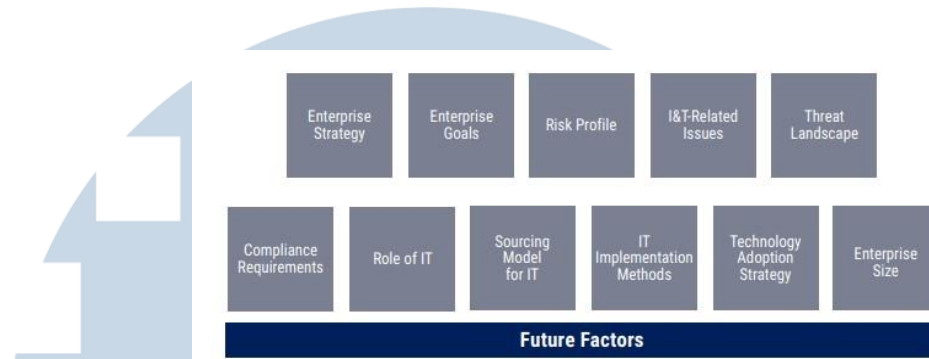 Enterprise
Strategy
Enterprise
Goals
Risk Profile
I&T-Related
Issues
Threat
Landscape
Compliance
Requirements
Role of IT
Sourcing
Model
for IT
IT
Implementation
Methods
Technology
Adoption
Strategy
Enterprise
Size
Future Factors